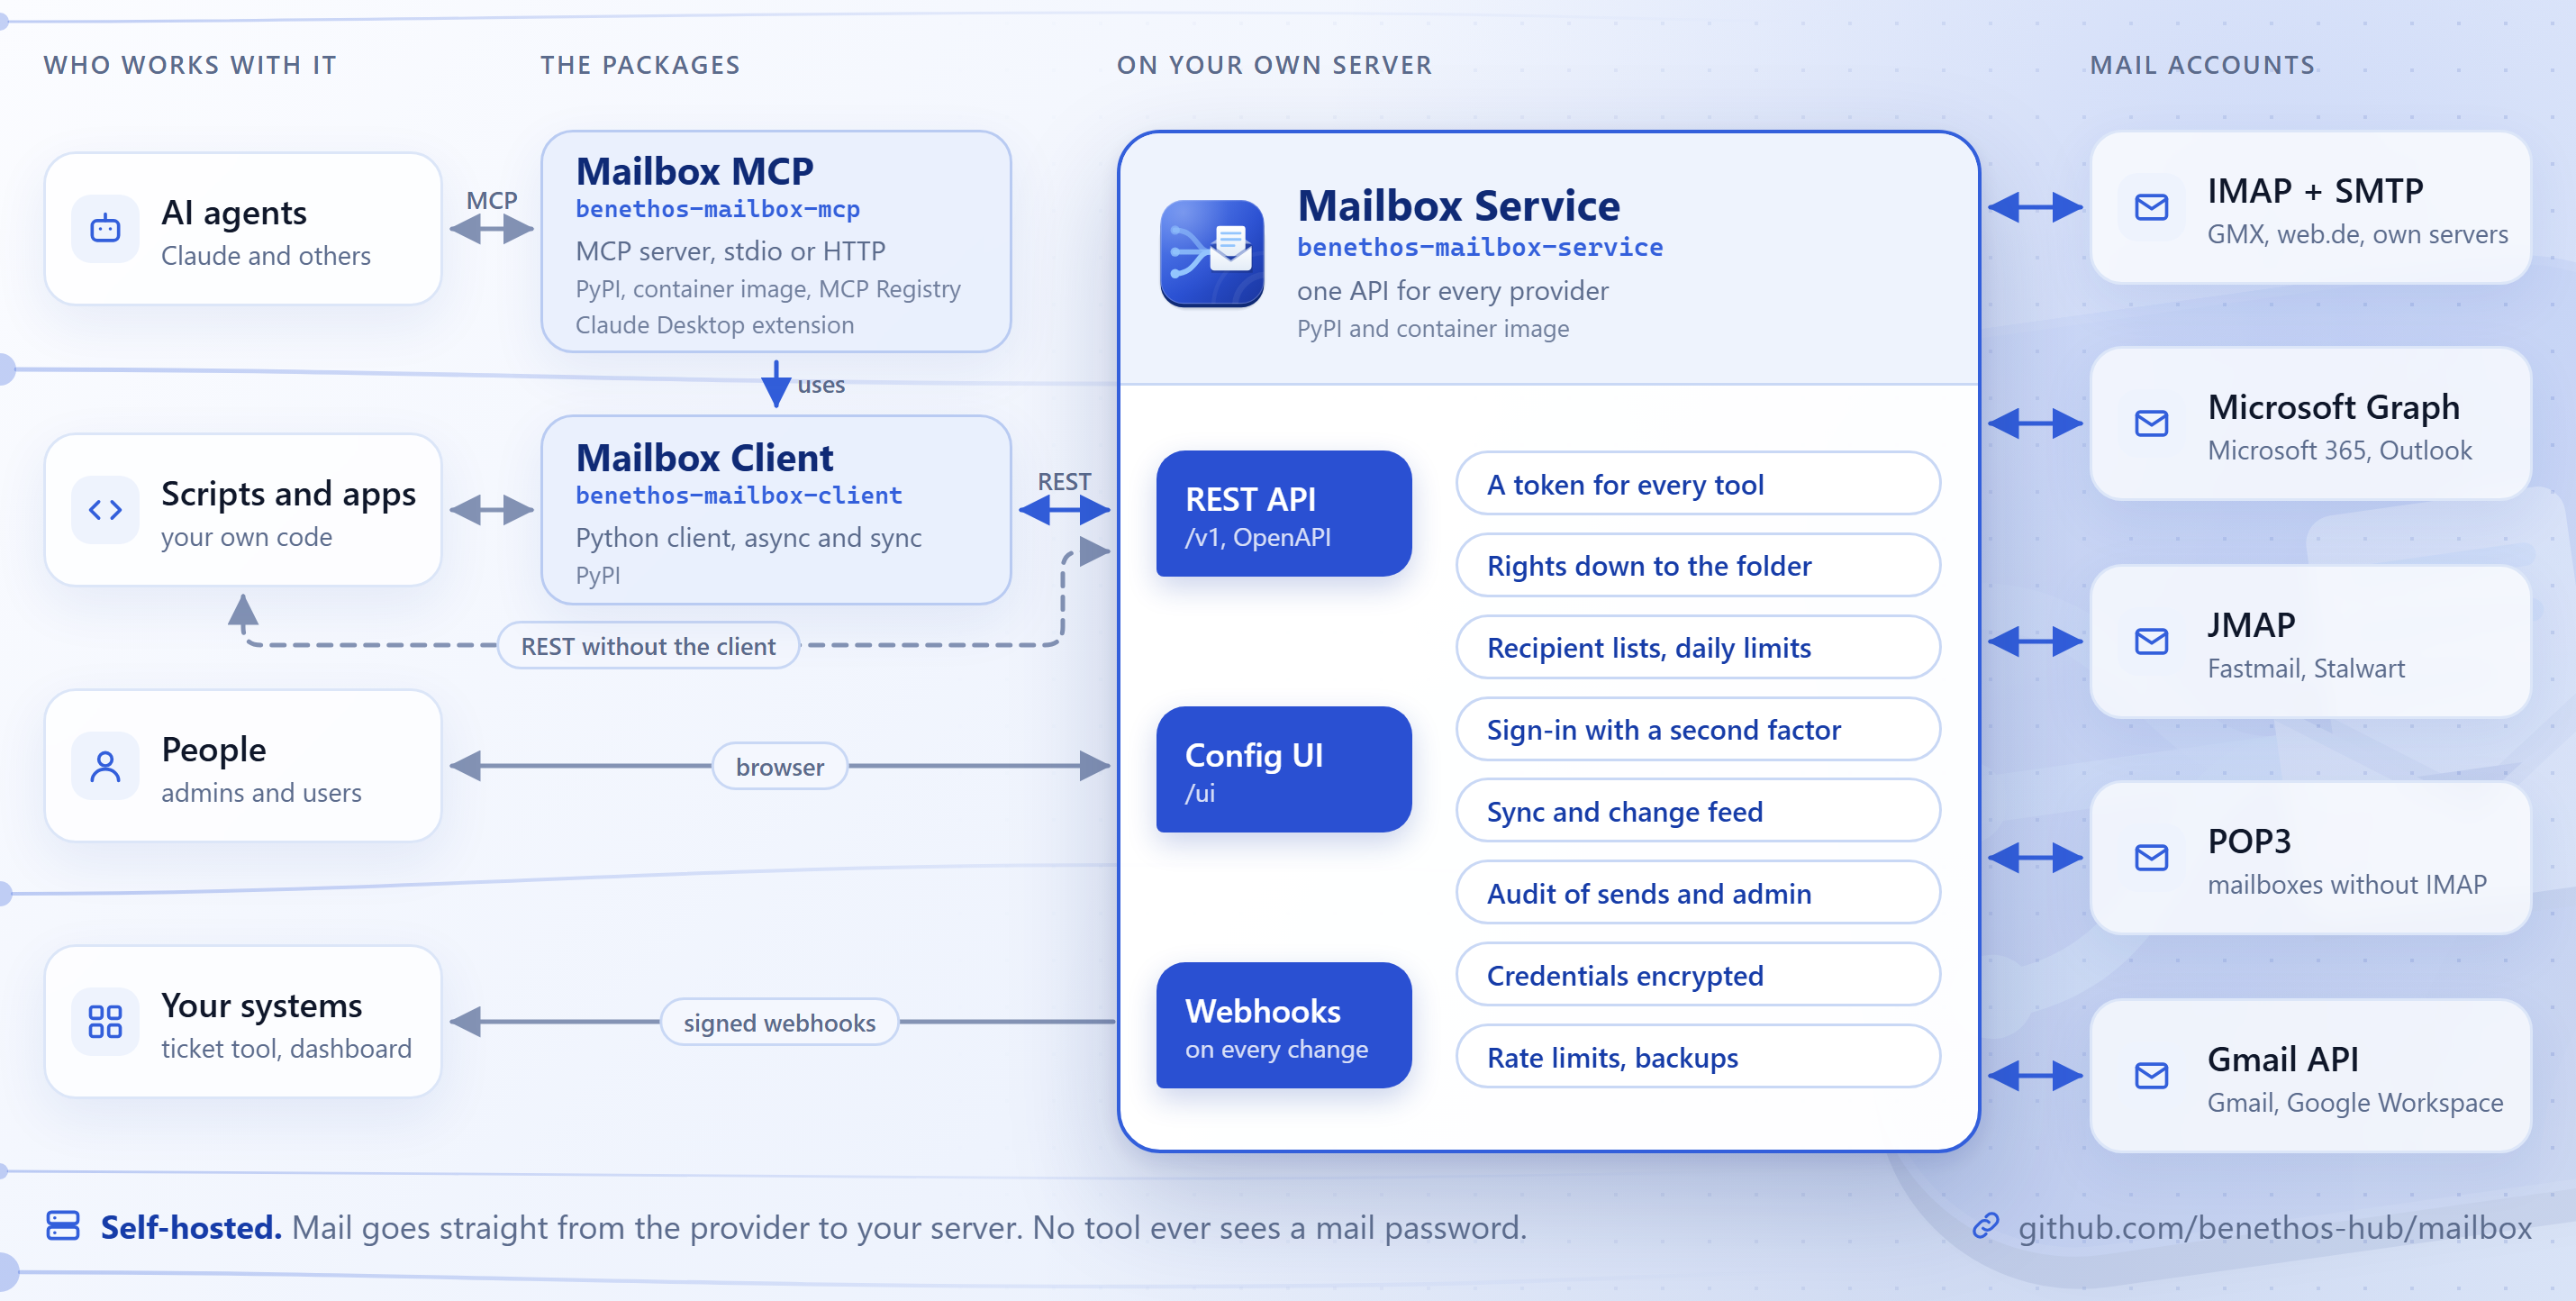 WHO WORKS WITH IT
THE PACKAGES
ON YOUR OWN SERVER
MAIL ACCOUNTS
AI agents
Claude and others
MCP
Mailbox MCP
benethos-mailbox-mcp
MCP server, stdio or HTTP
PyPI, container image, MCP Registry
Claude Desktop extension
uses
Scripts and apps
your own code
Mailbox Client
benethos-mailbox-client
Python client, async and sync
PyPI
REST
REST without the client
People
admins and users
browser
Your systems
ticket tool, dashboard
signed webhooks
Mailbox Service
benethos-mailbox-service
one API for every provider
PyPI and container image
REST API
/v1, OpenAPI
Config UI
/ui
Webhooks
on every change
A token for every tool
Rights down to the folder
Recipient lists, daily limits
Sign-in with a second factor
Sync and change feed
Audit of sends and admin
Credentials encrypted
Rate limits, backups
IMAP + SMTP
GMX, web.de, own servers
Microsoft Graph
Microsoft 365, Outlook
JMAP
Fastmail, Stalwart
POP3
mailboxes without IMAP
Gmail API
Gmail, Google Workspace
Self-hosted. Mail goes straight from the provider to your server. No tool ever sees a mail password.
github.com/benethos-hub/mailbox